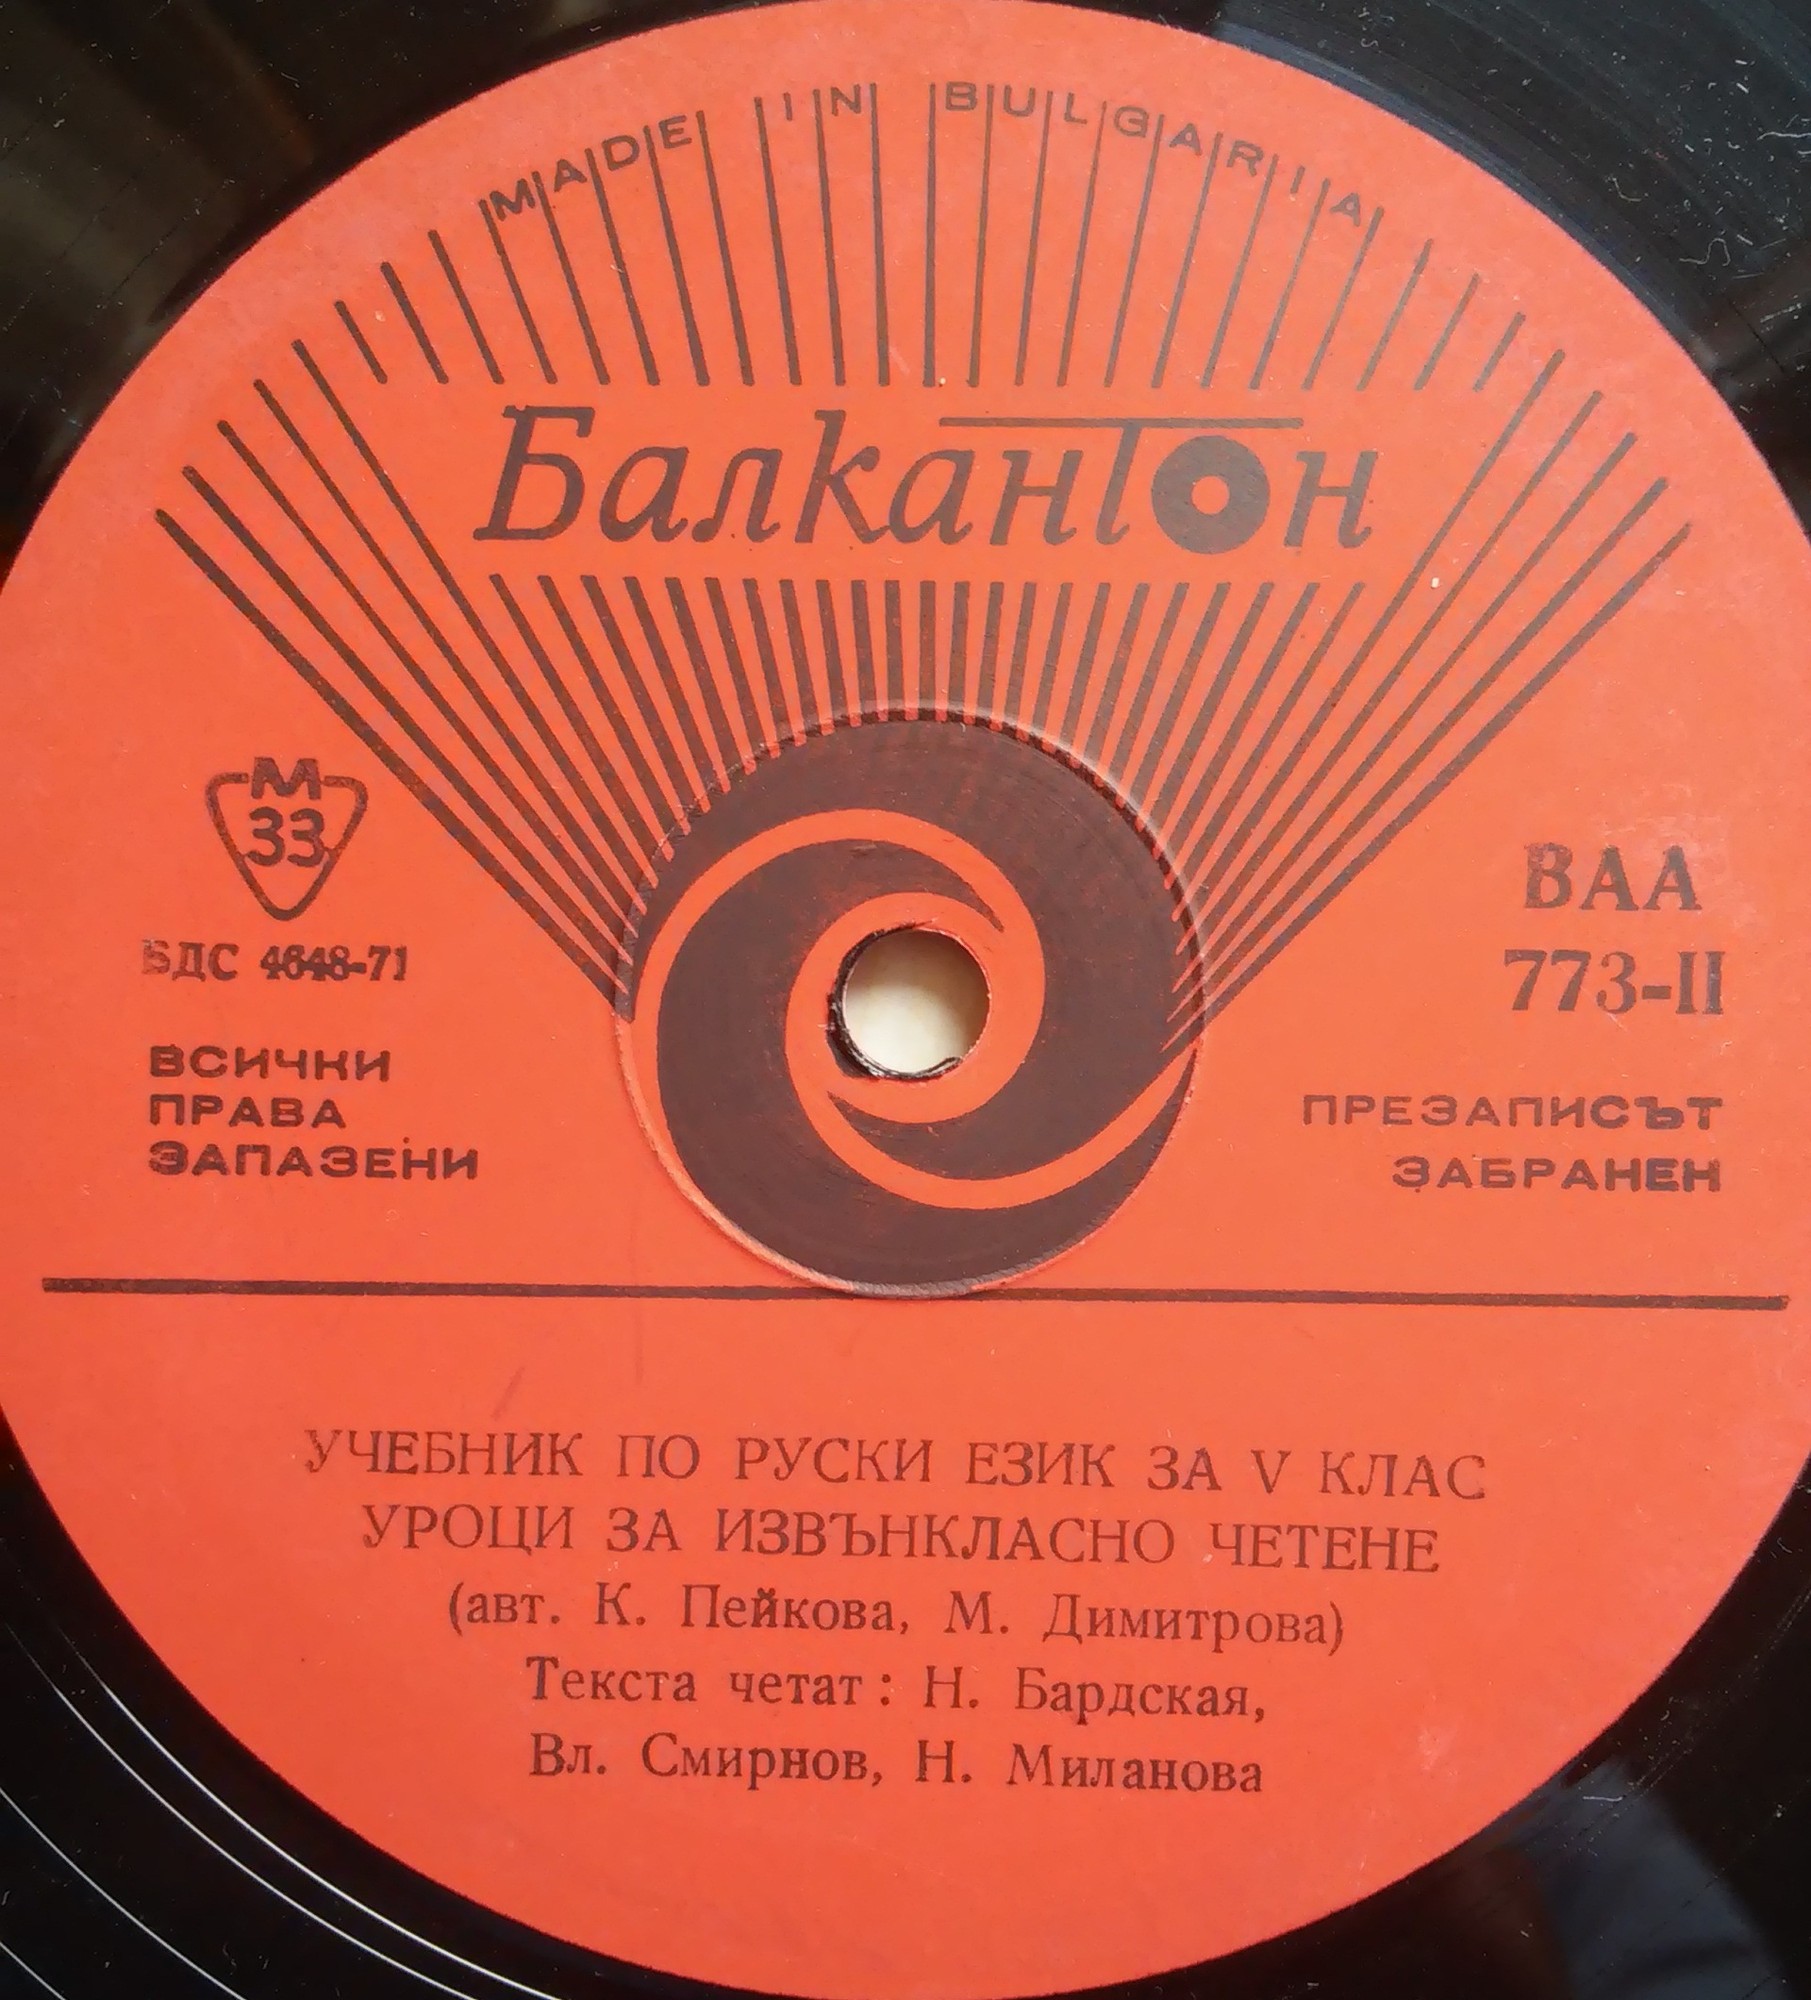 MADE IN BULGARIA
Балкантон
М
33
БДС 4648-71
ВСИЧКИ
ПРАВА
ЗАПАЗЕНИ
ВАА
773-II
ПРЕЗАПИСЪТ
ЗАБРАНЕН
УЧЕБНИК ПО РУСКИ ЕЗИК ЗА V КЛАС
УРОЦИ ЗА ИЗВЪНКЛАСНО ЧЕТЕНЕ
(авт. К. Пейкова, М. Димитрова)
Текста четат : Н. Бардская,
Вл. Смирнов, Н. Миланова